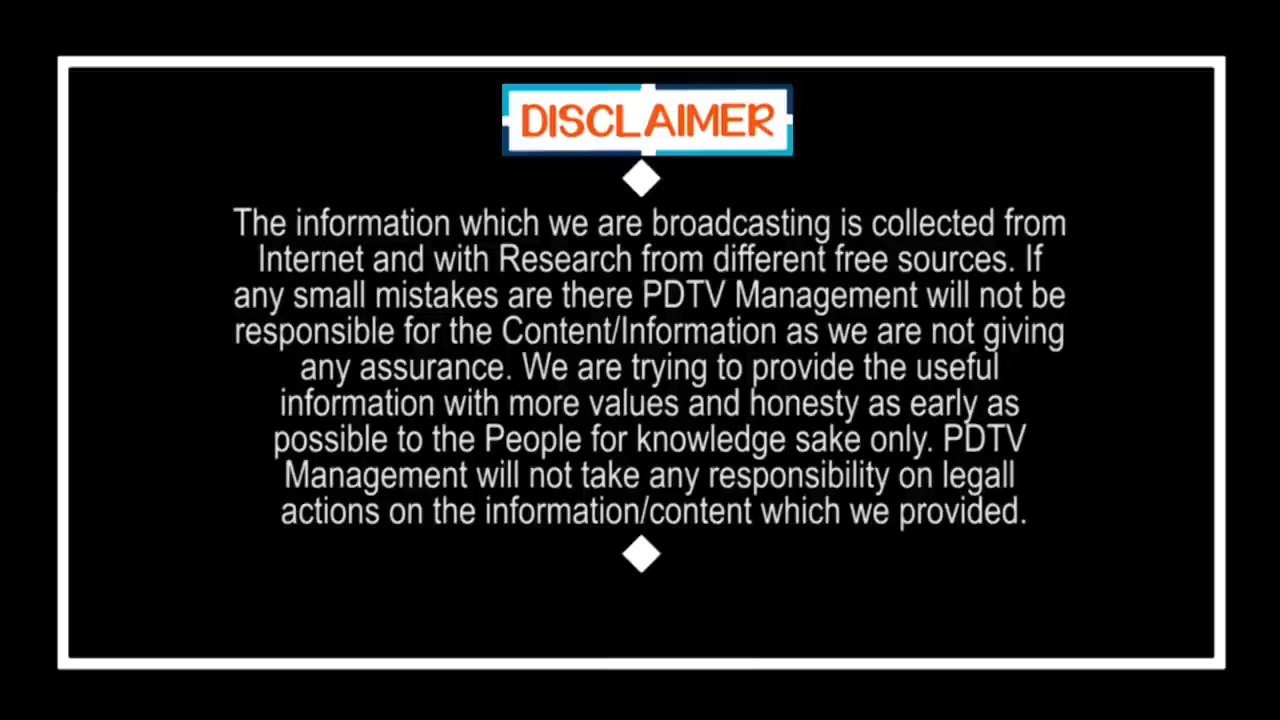 DISCLAIMER
The information which we are broadcasting is collected from
Internet and with Research from different free sources. If
any small mistakes are there PDTV Management will not be
responsible for the Content/Information as we are not giving
any assurance. We are trying to provide the useful
information with more values and honesty as early as
possible to the People for knowledge sake only. PDTV
Management will not take any responsibility on legall
actions on the information/content which we provided.